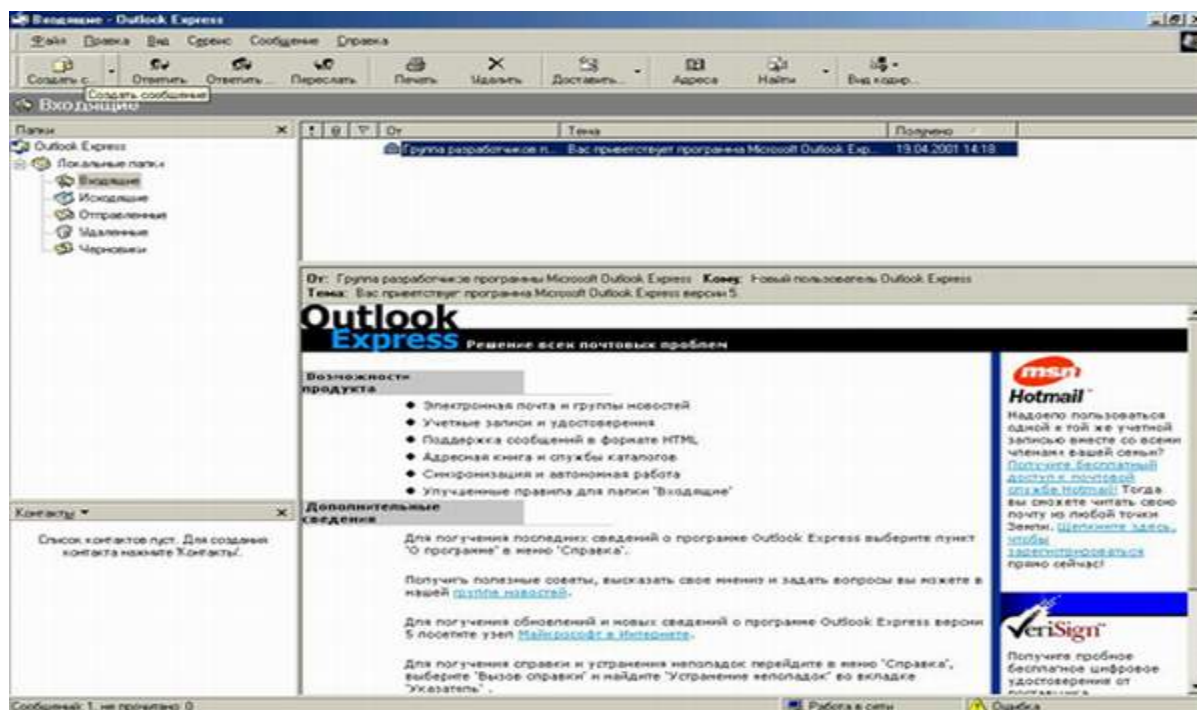 Входящие - Outlook Express
Файл Правка Вид Сервис Сообщение Справка
Создать с... Ответить Ответить ... Переслать Печать Удалить Доставить... Адреса Найти Вид кодир...
Создать сообщение
Входящие
Папки
! От Тема Получено
Outlook Express
Локальные папки
Входящие
Исходящие
Отправленные
Удаленные
Черновики
Группа разработчиков п... Вас приветствует программа Microsoft Outlook Exp... 19.04.2001 14:18
От: Группа разработчиков программы Microsoft Outlook Express Кому: Новый пользователь Outlook Express
Тема: Вас приветствует программа Microsoft Outlook Express версии 5
Outlook
Express Решение всех почтовых проблем
Возможности
продукта
• Электронная почта и группы новостей
• Учетные записи и удостоверения
• Поддержка сообщений в формате HTML
• Адресная книга и службы каталогов
• Синхронизация и автономная работа
• Улучшенные правила для папки "Входящие"
Дополнительные
сведения
Для получения последних сведений о программе Outlook Express выберите пункт
"О программе" в меню "Справка".
Получить полезные советы, высказать свое мнение и задать вопросы вы можете в
нашей группе новостей.
Для получения обновлений и новых сведений о программе Outlook Express версии
5 посетите узел Майкрософт в Интернете.
Для получения справки и устранения неполадок перейдите в меню "Справка",
выберите "Вызов справки" и найдите "Устранение неполадок" во вкладке
"Указатель" .
msn
Hotmail
Надоело пользоваться
одной и той же учетной
записью вместе со всеми
членами вашей семьи?
Получите бесплатный
доступ к почтовой
службе Hotmail! Тогда
вы сможете читать свою
почту из любой точки
Земли. Щелкните здесь,
чтобы
зарегистрироваться
прямо сейчас!
VeriSign
Получите пробное
бесплатное цифровое
удостоверение от
Контакты
Список контактов пуст. Для создания
контакта нажмите 'Контакты'.
Сообщений: 1, не прочитано: 0 Работа в сети Ошибка